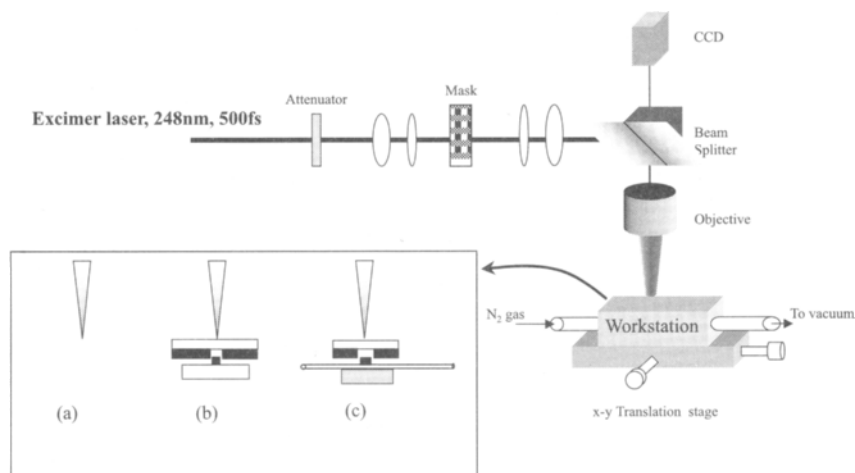 CCD
Attenuator
Mask
Excimer laser, 248nm, 500fs
Beam
Splitter
Objective
N₂ gas
To vacuum
Workstation
(a)
(b)
(c)
x-y Translation stage